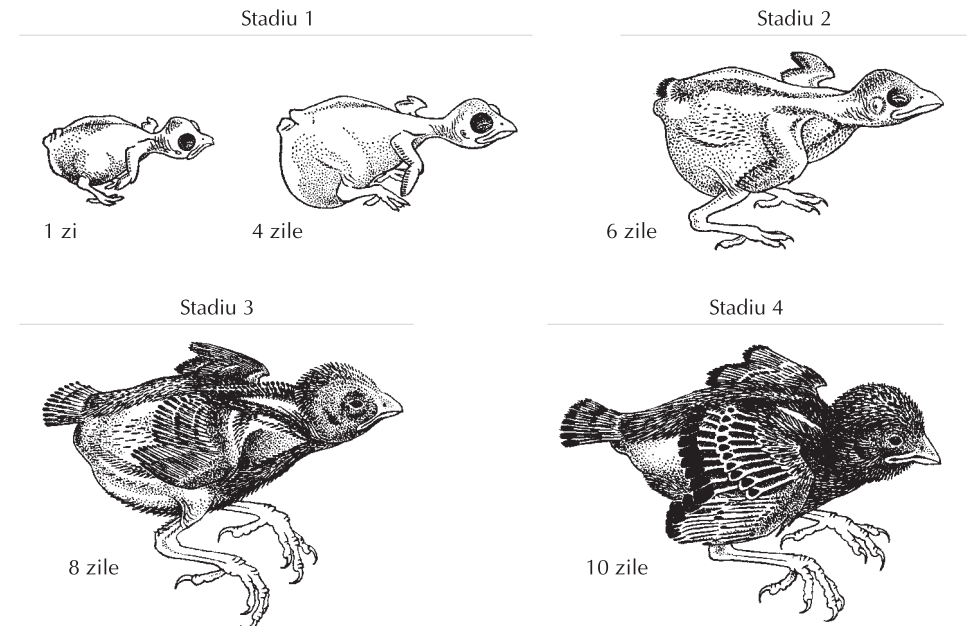 Stadiu 1
Stadiu 2
1 zi
4 zile
6 zile
Stadiu 3
Stadiu 4
8 zile
10 zile